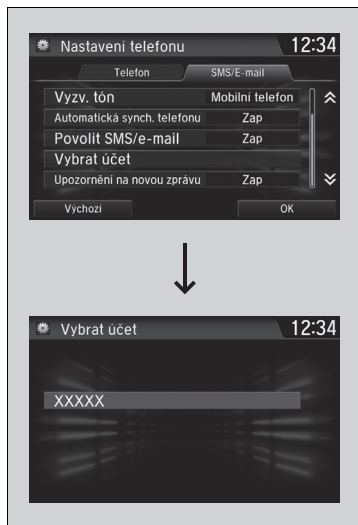 Nastavení telefonu 12:34
Telefon SMS/E-mail
Vyzv. tón Mobilní telefon
Automatická synch. telefonu Zap
Povolit SMS/e-mail Zap
Vybrat účet
Upozornění na novou zprávu Zap
Výchozí OK
Vybrat účet 12:34
XXXXX